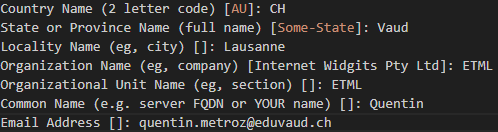 Country Name (2 letter code) [AU]: CH
State or Province Name (full name) [Some-State]: Vaud
Locality Name (eg, city) []: Lausanne
Organization Name (eg, company) [Internet Widgits Pty Ltd]: ETML
Organizational Unit Name (eg, section) []: ETML
Common Name (e.g. server FQDN or YOUR name) []: Quentin
Email Address []: quentin.metroz@eduvaud.ch